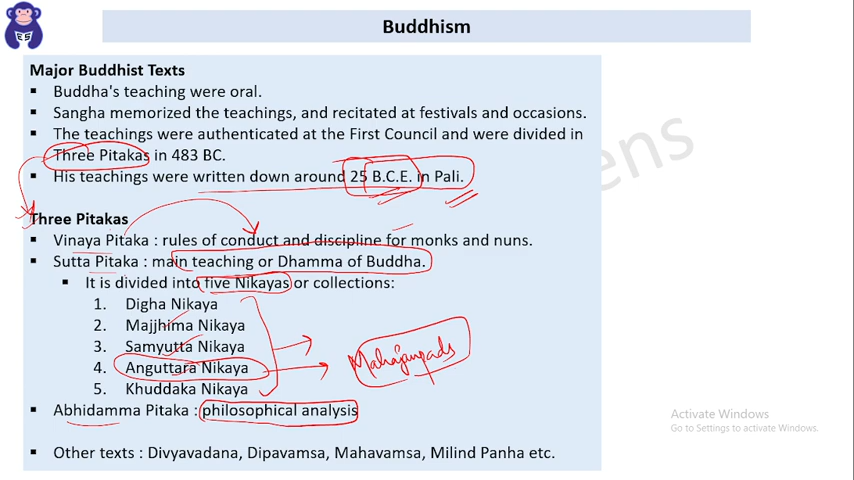 Buddhism
Major Buddhist Texts
▪ Buddha's teaching were oral.
▪ Sangha memorized the teachings, and recitated at festivals and occasions.
▪ The teachings were authenticated at the First Council and were divided in
Three Pitakas in 483 BC.
▪ His teachings were written down around 25 B.C.E. in Pali.
Three Pitakas
▪ Vinaya Pitaka : rules of conduct and discipline for monks and nuns.
▪ Sutta Pitaka : main teaching or Dhamma of Buddha.
▪ It is divided into five Nikayas or collections:
1. Digha Nikaya
2. Majjhima Nikaya
3. Samyutta Nikaya
4. Anguttara Nikaya
5. Khuddaka Nikaya
Mahajanpads
▪ Abhidamma Pitaka : philosophical analysis
▪ Other texts : Divyavadana, Dipavamsa, Mahavamsa, Milind Panha etc.
Activate Windows
Go to Settings to activate Windows.